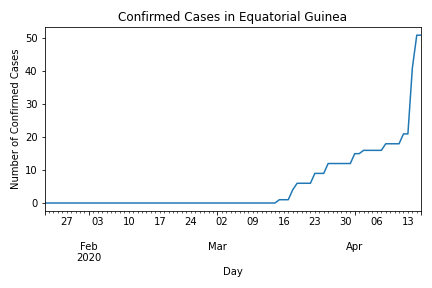 Confirmed Cases in Equatorial Guinea
Number of Confirmed Cases
50
40
30
20
10
0
27 03 10 17 24 02 09 16 23 30 06 13
Feb Mar Apr
2020
Day